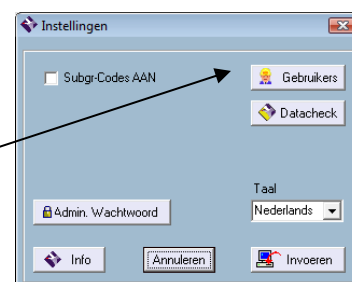 Instellingen
Subgr-Codes AAN
Gebruikers
Datacheck
Taal
Admin. Wachtwoord
Nederlands
Info
Annuleren
Invoeren